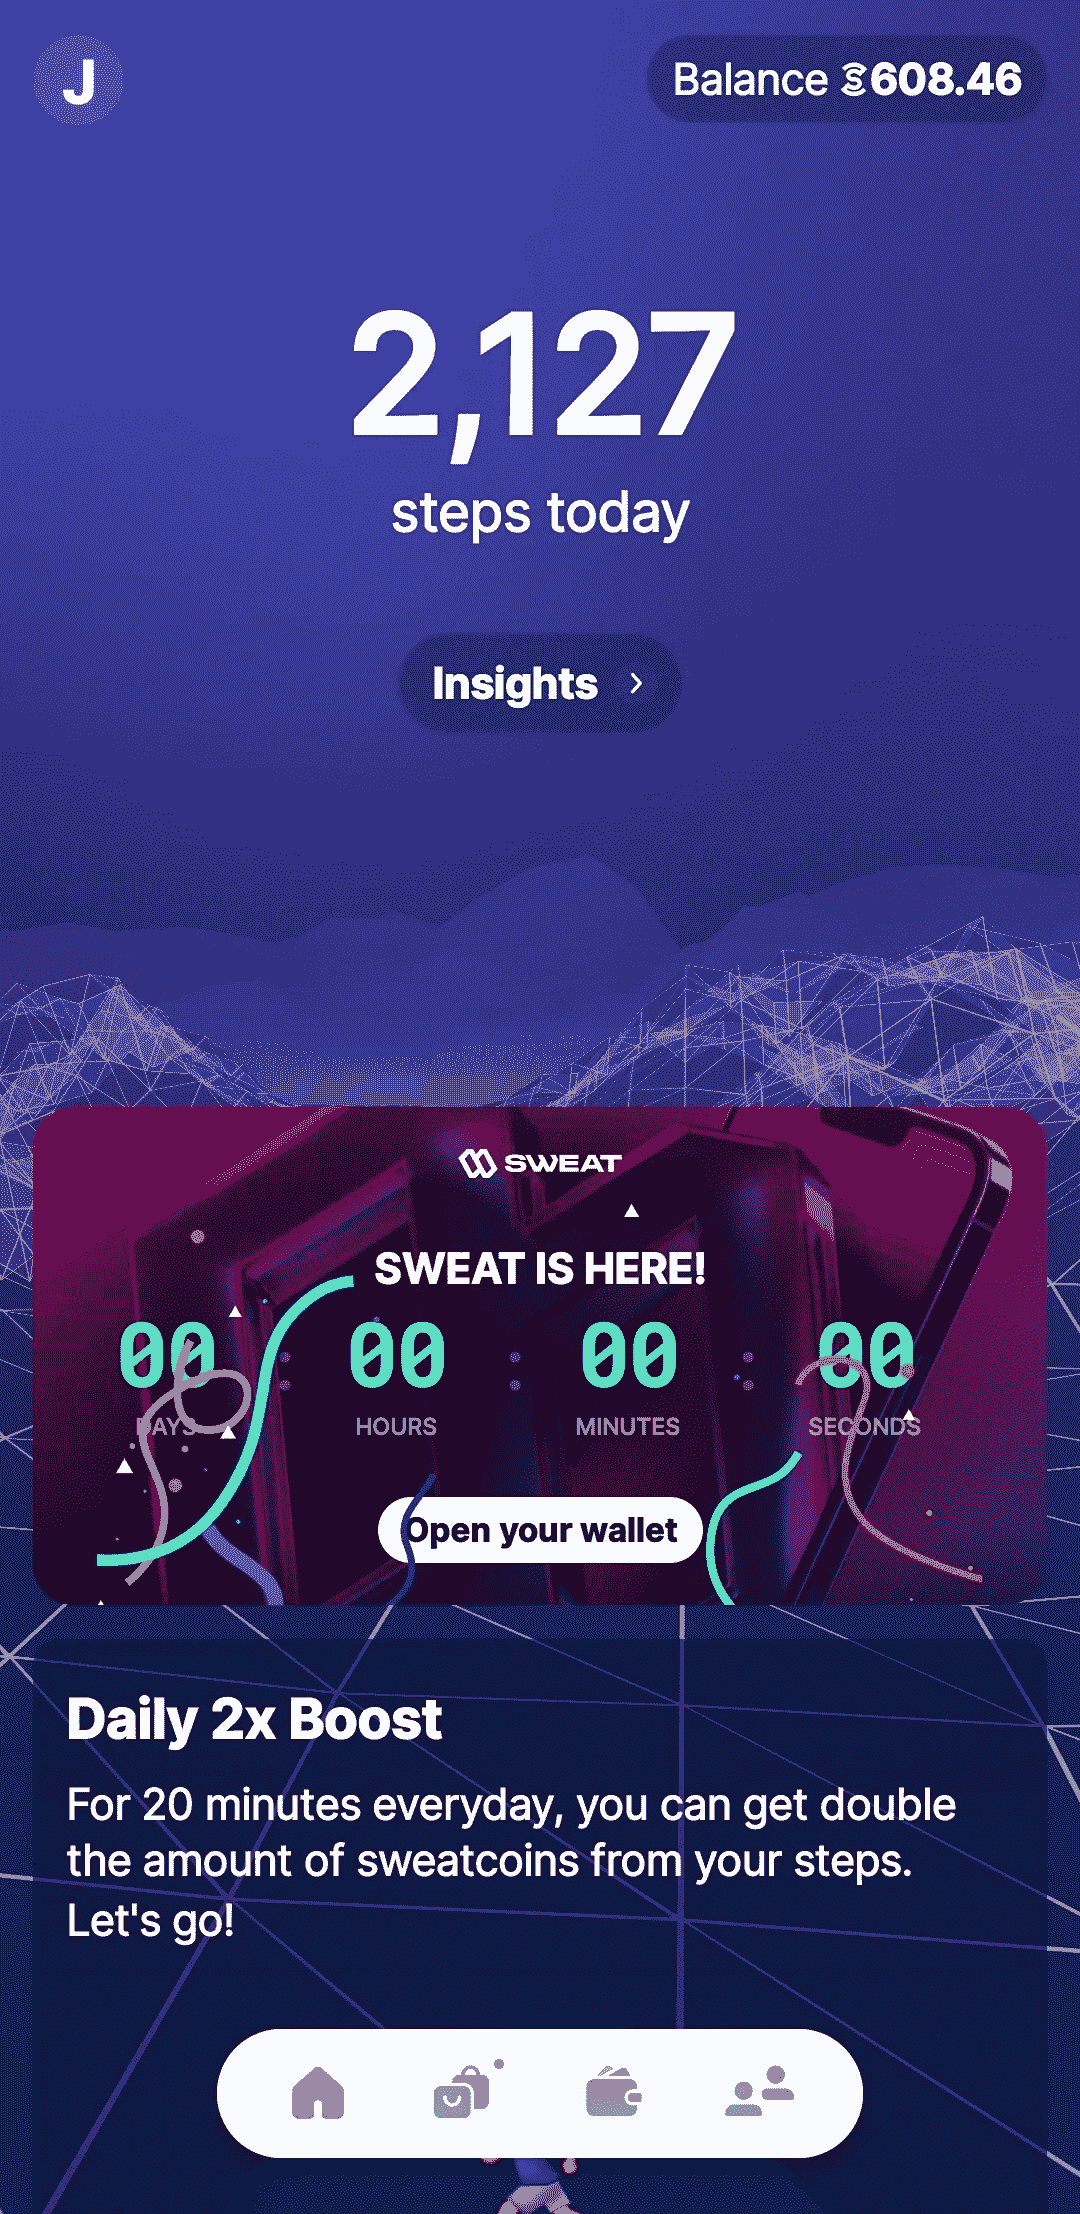 J
Balance 608.46
2,127
steps today
Insights
SWEAT
SWEAT IS HERE!
00 : 00 : 00 : 00
DAYS HOURS MINUTES SECONDS
Open your wallet
Daily 2x Boost
For 20 minutes everyday, you can get double
the amount of sweatcoins from your steps.
Let's go!